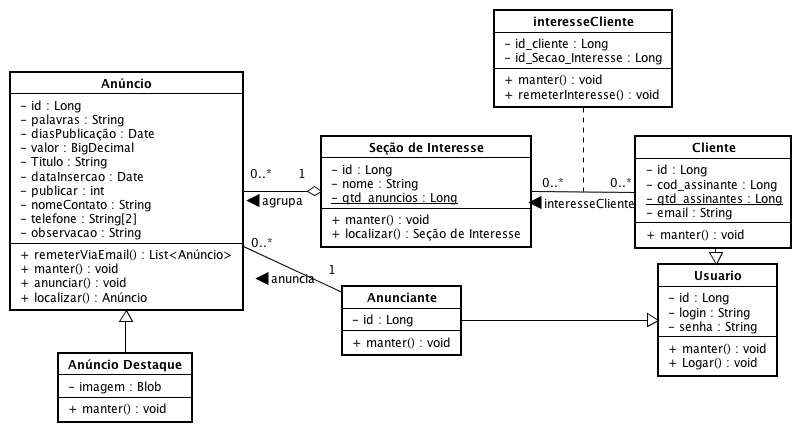 interesseCliente
- id_cliente : Long
- id_Secao_Interesse : Long
+ manter() : void
+ remeterInteresse() : void
Anúncio
- id : Long
- palavras : String
- diasPublicação : Date
- valor : BigDecimal
- Titulo : String
- dataInsercao : Date
- publicar : int
- nomeContato : String
- telefone : String[2]
- observacao : String
+ remeterViaEmail() : List<Anúncio>
+ manter() : void
+ anunciar() : void
+ localizar() : Anúncio
0..*
1
agrupa
Seção de Interesse
- id : Long
- nome : String
- qtd_anuncios : Long
+ manter() : void
+ localizar() : Seção de Interesse
0..*
0..*
interesseCliente
Cliente
- id : Long
- cod_assinante : Long
- qtd_assinantes : Long
- email : String
+ manter() : void
0..*
1
anuncia
Anunciante
- id : Long
+ manter() : void
Usuario
- id : Long
- login : String
- senha : String
+ manter() : void
+ Logar() : void
Anúncio Destaque
- imagem : Blob
+ manter() : void